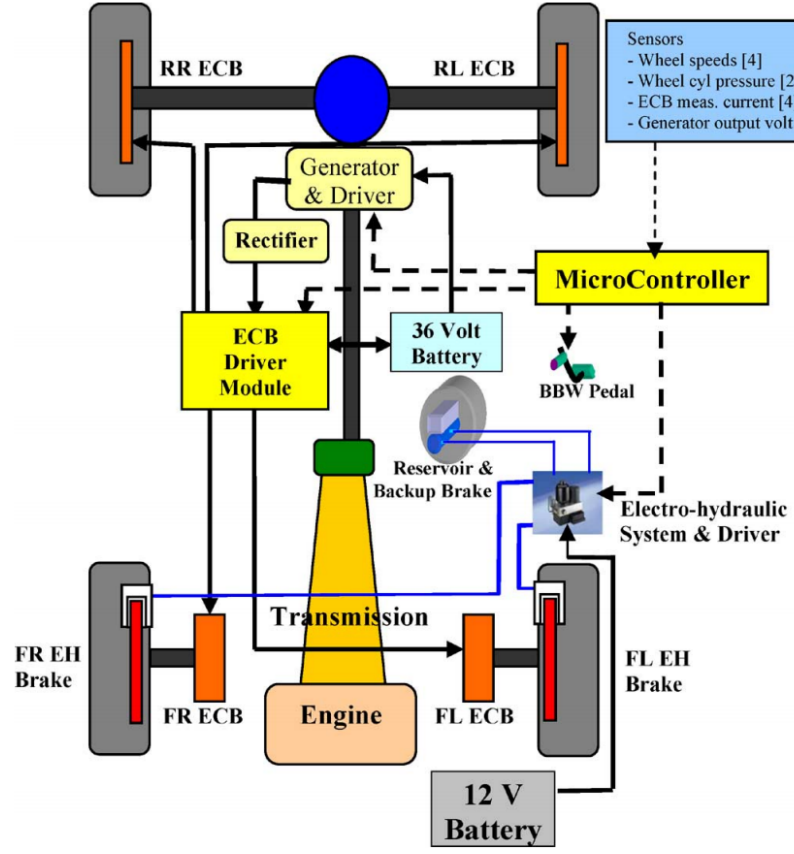 RR ECB
RL ECB
Sensors
- Wheel speeds [4]
- Wheel cyl pressure [2
- ECB meas. current [4
- Generator output volt
Generator
& Driver
Rectifier
MicroController
ECB
Driver
Module
36 Volt
Battery
BBW Pedal
Reservoir &
Backup Brake
Electro-hydraulic
System & Driver
Transmission
FR EH
Brake
FL EH
Brake
FR ECB
Engine
FL ECB
12 V
Battery